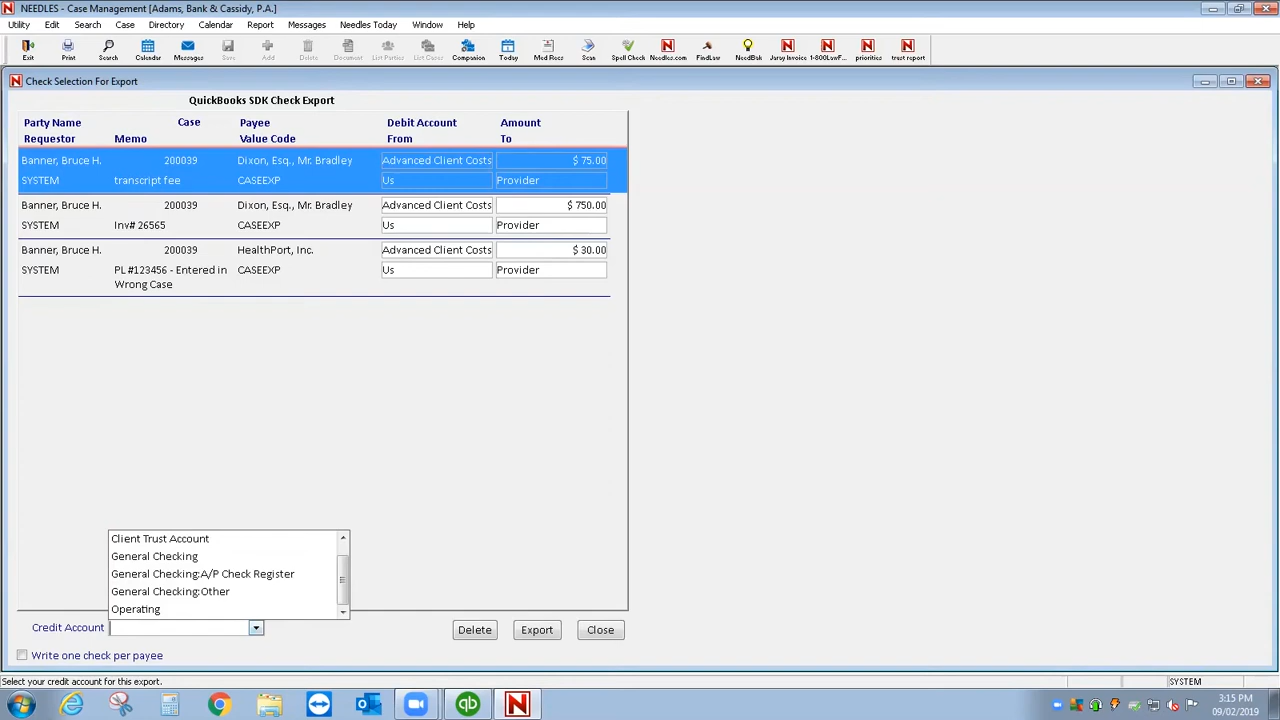 NEEDLES - Case Management [Adams, Bank & Cassidy, P.A.]
Utility Edit Search Case Directory Calendar Report Messages Needles Today Window Help
Exit Print Search Calendar Messages Save Add Delete Document List Parties List Cases Companion Today Med Recs Scan Spell Check Needles.com FindLaw NeedBsk Jarsy Invoice 1-800LawF... priorities trust report
Check Selection For Export
QuickBooks SDK Check Export
Party Name Case Payee Debit Account Amount
Requestor Memo Value Code From To
Banner, Bruce H. 200039 Dixon, Esq., Mr. Bradley Advanced Client Costs $ 75.00
SYSTEM transcript fee CASEEXP Us Provider
Banner, Bruce H. 200039 Dixon, Esq., Mr. Bradley Advanced Client Costs $ 750.00
SYSTEM Inv# 26565 CASEEXP Us Provider
Banner, Bruce H. 200039 HealthPort, Inc. Advanced Client Costs $ 30.00
SYSTEM PL #123456 - Entered in CASEEXP Us Provider
Wrong Case
Client Trust Account
General Checking
General Checking:A/P Check Register
General Checking:Other
Operating
Credit Account Delete Export Close
Write one check per payee
Select your credit account for this export. SYSTEM
3:15 PM
09/02/2019